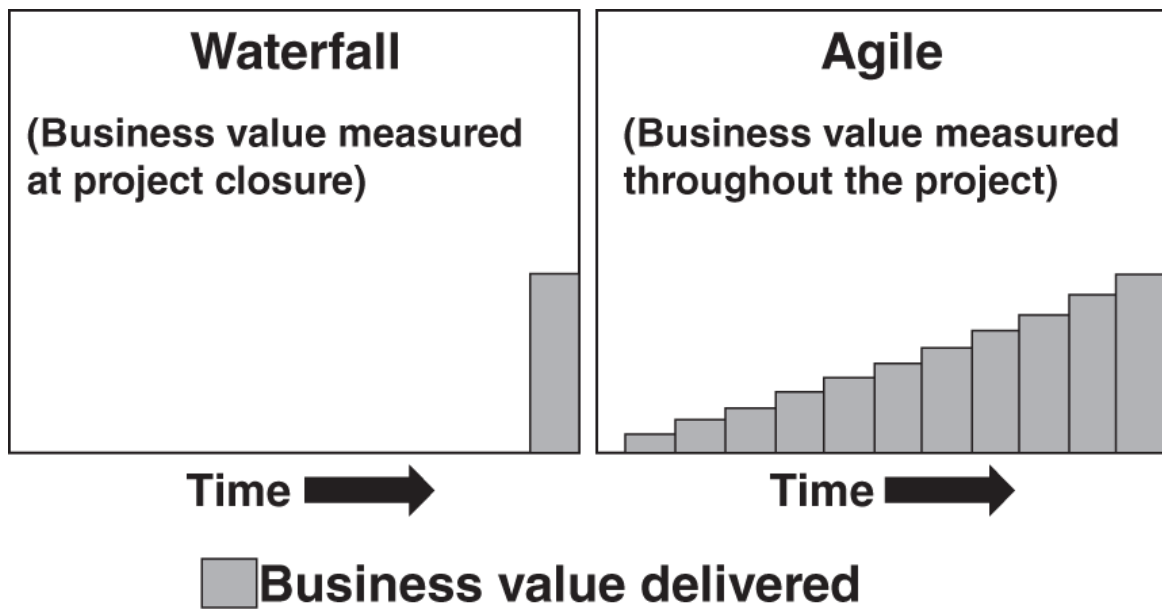 Waterfall
(Business value measured
at project closure)
Time
Agile
(Business value measured
throughout the project)
Time
Business value delivered